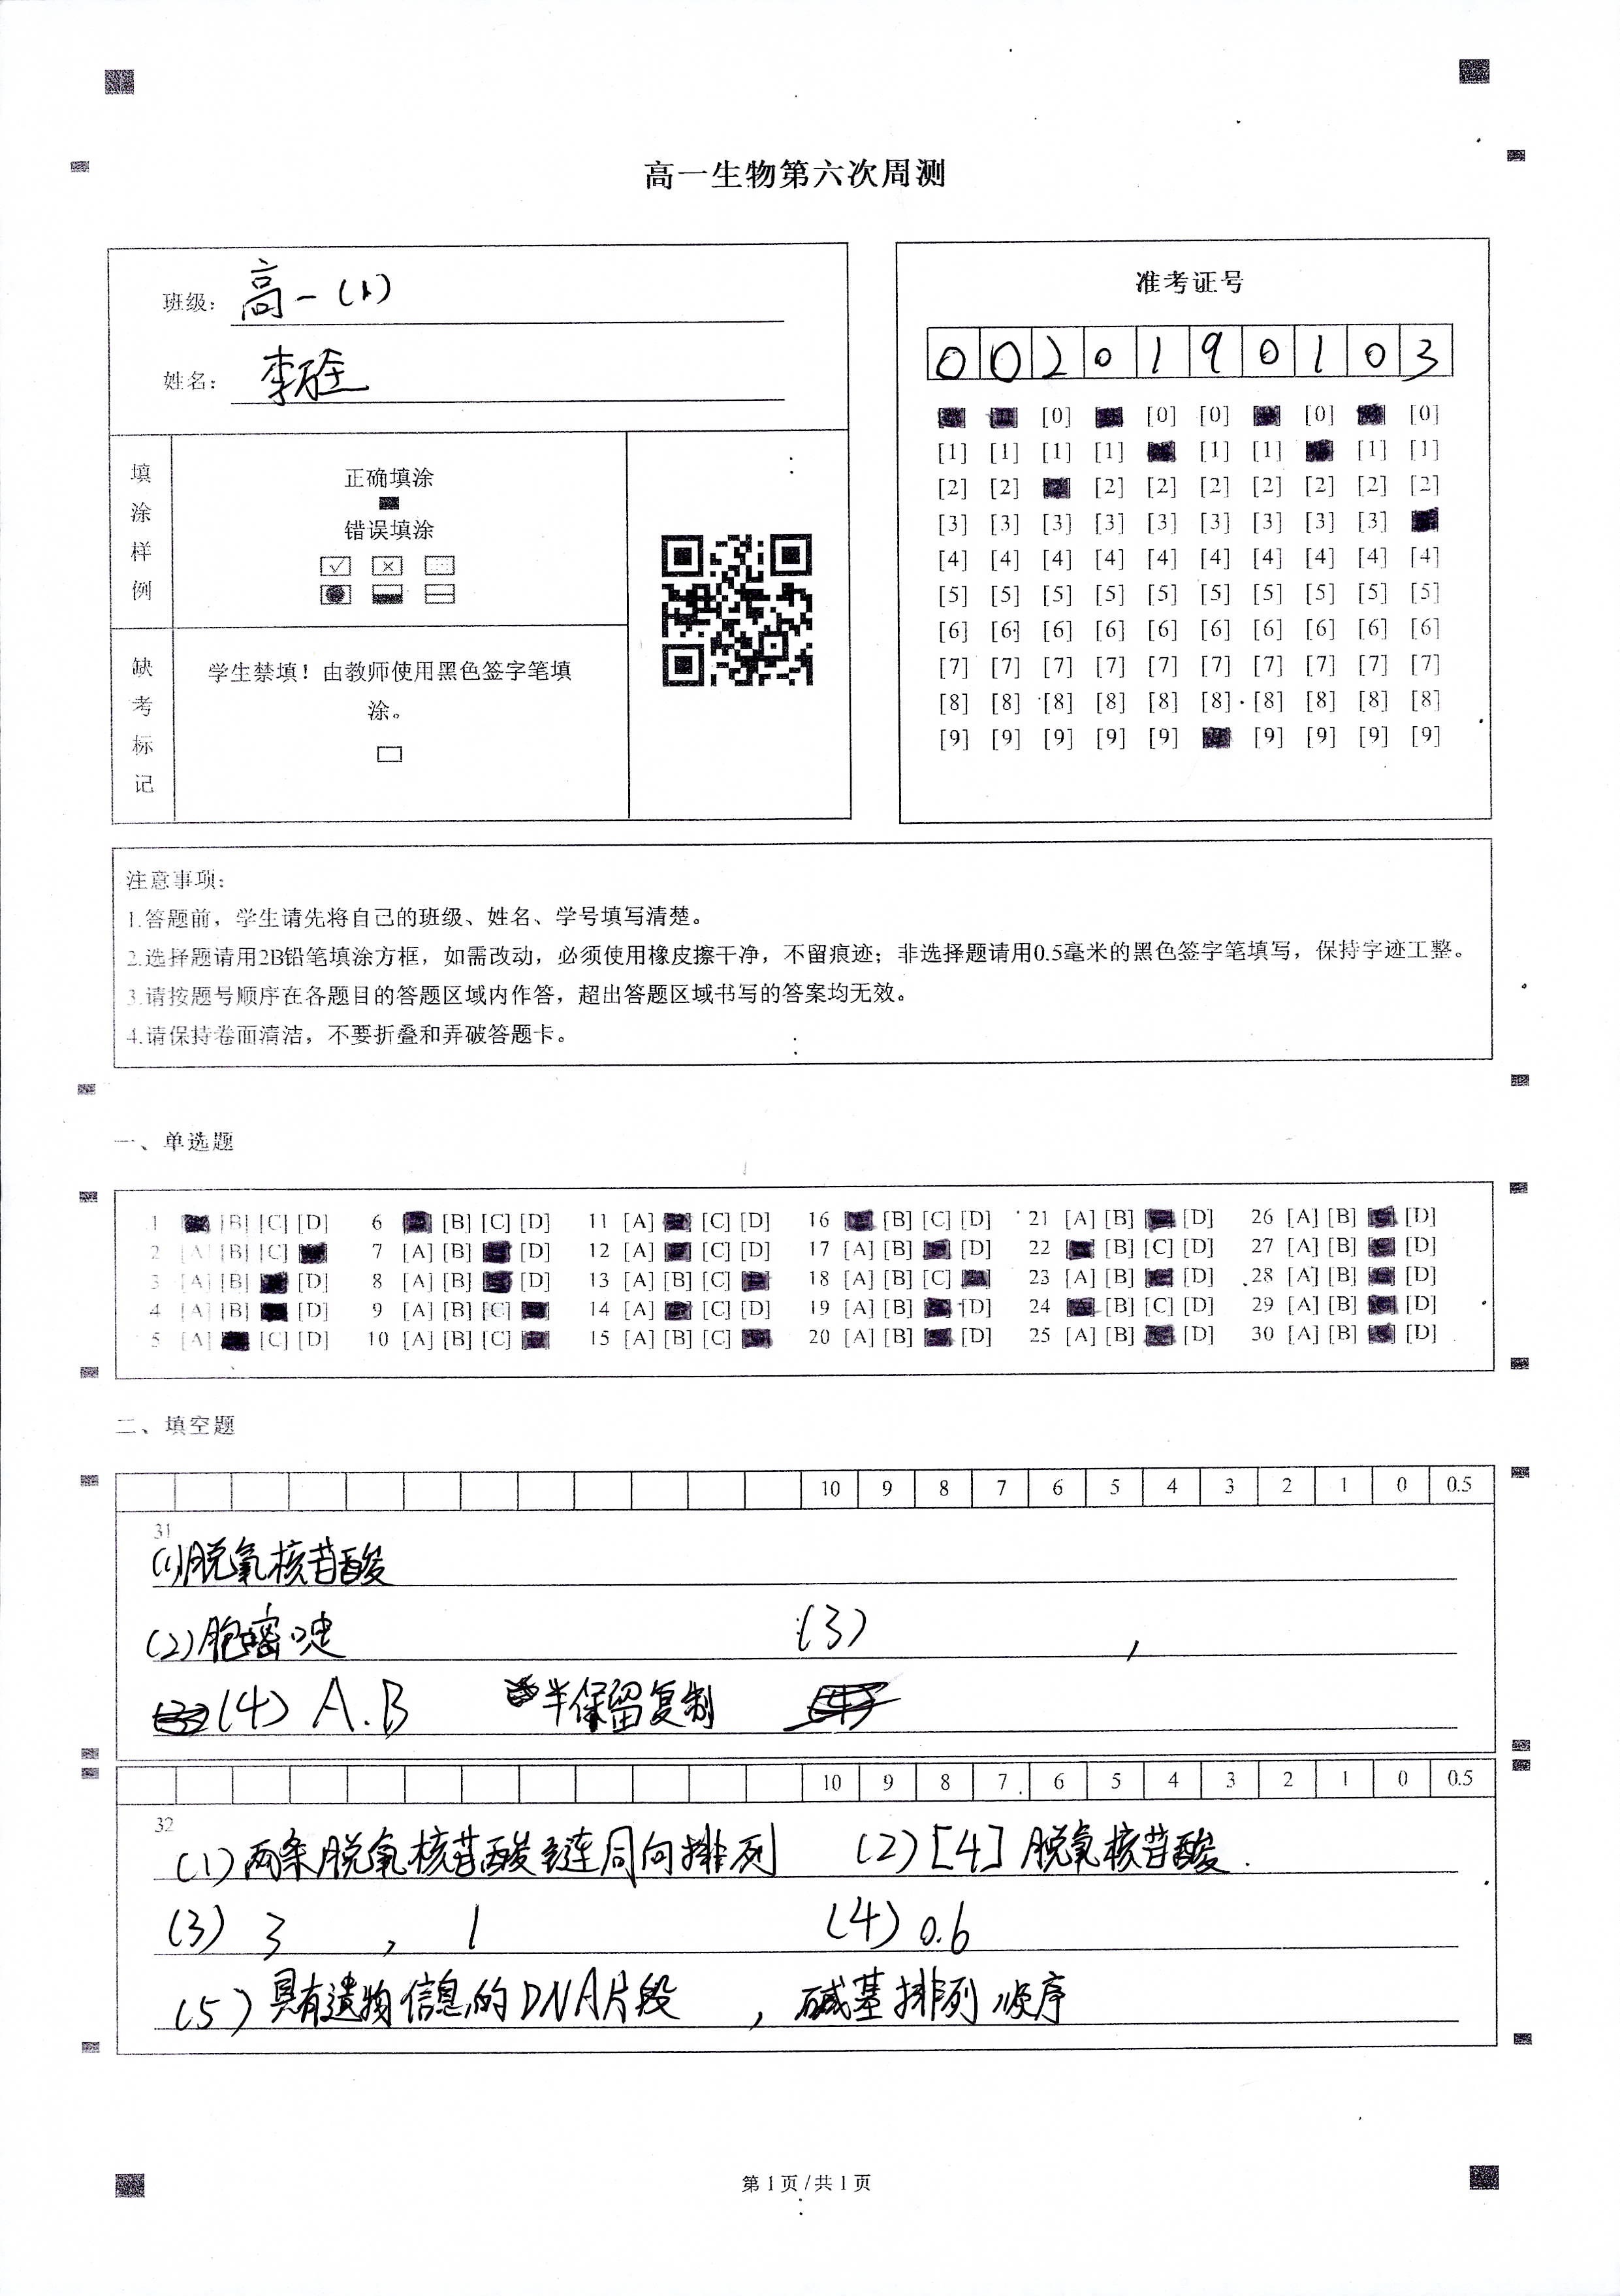 高一生物第六次周测
班级: 高一(1)
姓名: 李
填涂样例
正确填涂
错误填涂
缺考标记
学生禁填！由教师使用黑色签字笔填涂。
准考证号
0 0 2 0 1 9 0 1 0 3
[0] [0] [0] [0] [0]
[1] [1] [1] [1] [1] [1] [1] [1]
[2] [2] [2] [2] [2] [2] [2] [2] [2]
[3] [3] [3] [3] [3] [3] [3] [3] [3]
[4] [4] [4] [4] [4] [4] [4] [4] [4] [4]
[5] [5] [5] [5] [5] [5] [5] [5] [5] [5]
[6] [6] [6] [6] [6] [6] [6] [6] [6] [6]
[7] [7] [7] [7] [7] [7] [7] [7] [7] [7]
[8] [8] [8] [8] [8] [8] [8] [8] [8] [8]
[9] [9] [9] [9] [9] [9] [9] [9] [9]
注意事项:
1.答题前，学生请先将自己的班级、姓名、学号填写清楚。
2.选择题请用2B铅笔填涂方框，如需改动，必须使用橡皮擦干净，不留痕迹；非选择题请用0.5毫米的黑色签字笔填写，保持字迹工整。
3.请按题号顺序在各题目的答题区域内作答，超出答题区域书写的答案均无效。
4.请保持卷面清洁，不要折叠和弄破答题卡。
一、单选题
1 [B] [C] [D] 6 [B] [C] [D] 11 [A] [C] [D] 16 [B] [C] [D] 21 [A] [B] [D] 26 [A] [B] [D]
2 [A] [B] [C] 7 [A] [B] [D] 12 [A] [C] [D] 17 [A] [B] [D] 22 [B] [C] [D] 27 [A] [B] [D]
3 [A] [B] [D] 8 [A] [B] [D] 13 [A] [B] [C] 18 [A] [B] [C] 23 [A] [B] [D] 28 [A] [B] [D]
4 [A] [B] [D] 9 [A] [B] [C] 14 [A] [C] [D] 19 [A] [B] [D] 24 [B] [C] [D] 29 [A] [B] [D]
5 [A] [C] [D] 10 [A] [B] [C] 15 [A] [B] [C] 20 [A] [B] [D] 25 [A] [B] [D] 30 [A] [B] [D]
二、填空题
10 9 8 7 6 5 4 3 2 1 0 0.5
31
(1)脱氧核苷酸
(2)胞嘧啶 (3) ，
(4) A.B 半保留复制
10 9 8 7 6 5 4 3 2 1 0 0.5
32
(1)两条脱氧核苷酸链同向排列 (2)[4]脱氧核苷酸.
(3) 3 , 1 (4) 0.6
(5)具有遗物信息的DNA片段 ，碱基排列顺序
第1页/共1页